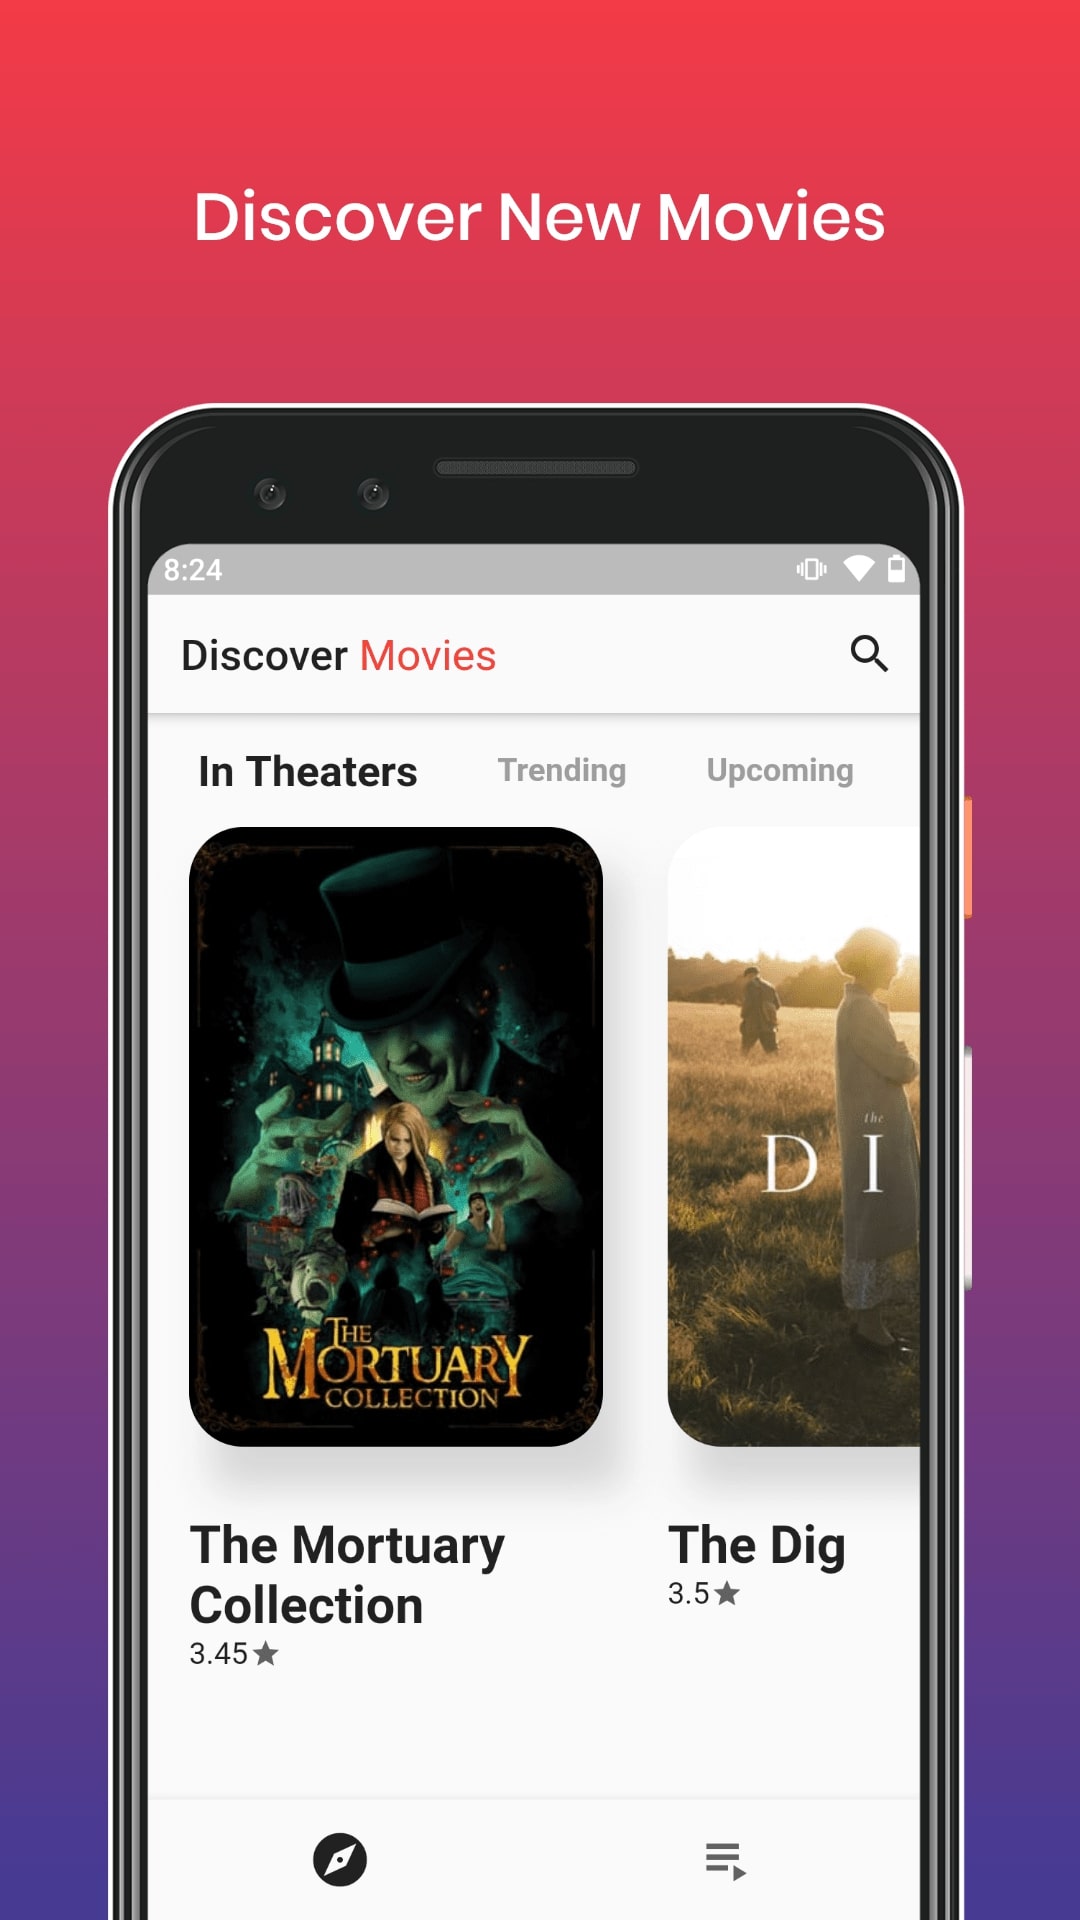 Discover New Movies
8:24
Discover Movies
In Theaters Trending Upcoming
THE
MORTUARY
COLLECTION
the
D I
The Mortuary
Collection
3.45
The Dig
3.5